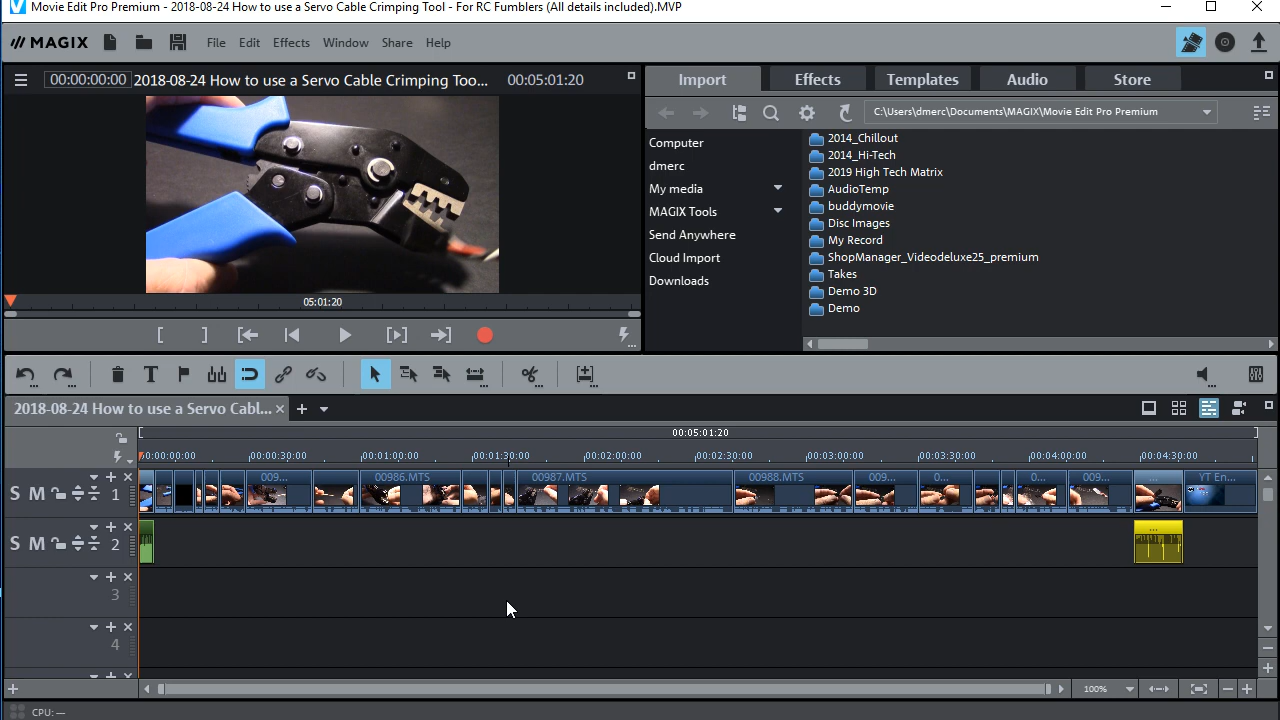 Movie Edit Pro Premium - 2018-08-24 How to use a Servo Cable Crimping Tool - For RC Fumblers (All details included).MVP
MAGIX File Edit Effects Window Share Help
00:00:00:00 2018-08-24 How to use a Servo Cable Crimping Too... 00:05:01:20
Import Effects Templates Audio Store
C:\Users\dmerc\Documents\MAGIX\Movie Edit Pro Premium
Computer
dmerc
My media
MAGIX Tools
Send Anywhere
Cloud Import
Downloads
2014_Chillout
2014_Hi-Tech
2019 High Tech Matrix
AudioTemp
buddymovie
Disc Images
My Record
ShopManager_Videodeluxe25_premium
Takes
Demo 3D
Demo
05:01:20
2018-08-24 How to use a Servo Cabl...
00:05:01:20
00:00:00:00 00:00:30:00 00:01:00:00 00:01:30:00 00:02:00:00 00:02:30:00 00:03:00:00 00:03:30:00 00:04:00:00 00:04:30:00
009... 00986.MTS 00987.MTS 00988.MTS 009... 0... 0... 009... ... YT En...
S M 1
...
S M 2
3
4
100%
CPU: —